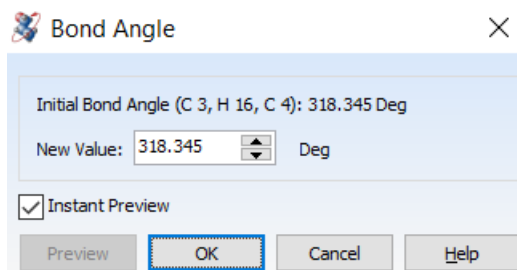 Bond Angle
Initial Bond Angle (C 3, H 16, C 4): 318.345 Deg
New Value: 318.345 Deg
Instant Preview
Preview OK Cancel Help